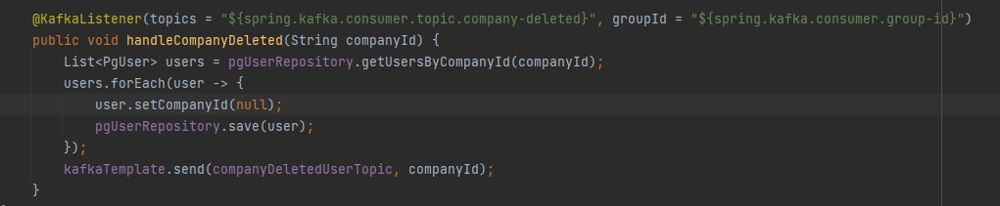 @KafkaListener(topics = "${spring.kafka.consumer.topic.company-deleted}", groupId = "${spring.kafka.consumer.group-id}")
public void handleCompanyDeleted(String companyId) {
    List<PgUser> users = pgUserRepository.getUsersByCompanyId(companyId);
    users.forEach(user -> {
        user.setCompanyId(null);
        pgUserRepository.save(user);
    });
    kafkaTemplate.send(companyDeletedUserTopic, companyId);
}